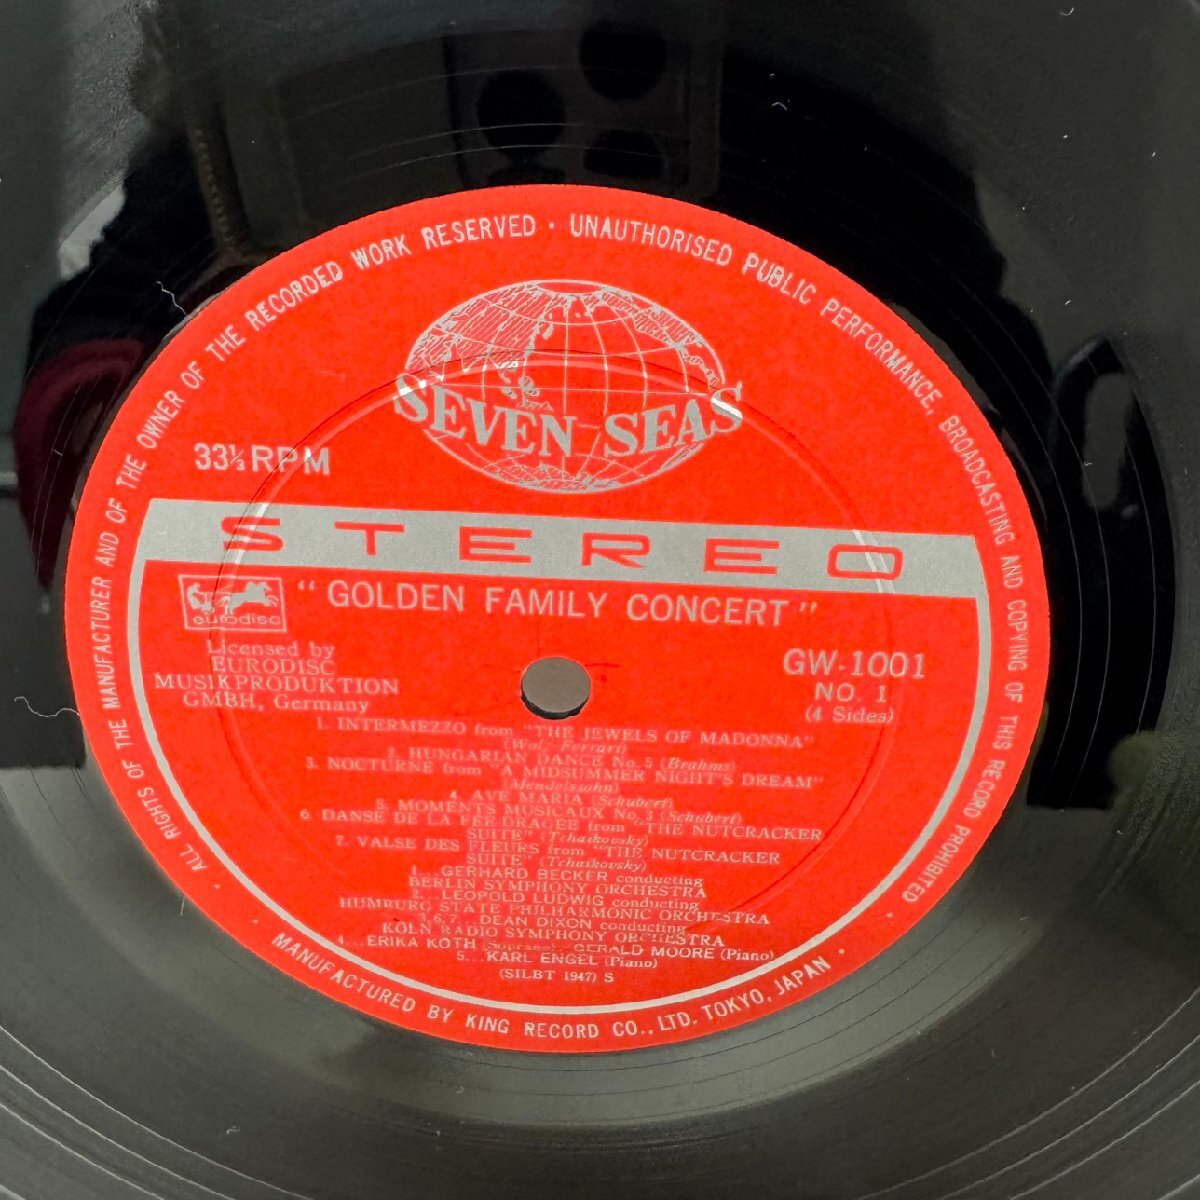 ALL RIGHTS OF THE MANUFACTURER AND OF THE OWNER OF THE RECORDED WORK RESERVED · UNAUTHORISED PUBLIC PERFORMANCE, BROADCASTING AND COPYING OF THIS RECORD PROHIBITED ·
SEVEN SEAS
33⅓ RPM
STEREO
eurodisc
"GOLDEN FAMILY CONCERT"
Licensed by
EURODISC
MUSIKPRODUKTION
GMBH, Germany
GW-1001
NO. 1
(4 Sides)
1. INTERMEZZO from "THE JEWELS OF MADONNA"
(Wolf-Ferrari)
2. HUNGARIAN DANCE No. 5 (Brahms)
3. NOCTURNE from "A MIDSUMMER NIGHT'S DREAM"
(Mendelssohn)
4. AVE MARIA (Schubert)
5. MOMENTS MUSICAUX No. 3 (Schubert)
6. DANSE DE LA FEE-DRAGEE from "THE NUTCRACKER
SUITE" (Tchaikovsky)
7. VALSE DES FLEURS from "THE NUTCRACKER
SUITE" (Tchaikovsky)
1...GERHARD BECKER conducting
BERLIN SYMPHONY ORCHESTRA
2...LEOPOLD LUDWIG conducting
HUMBURG STATE PHILHARMONIC ORCHESTRA
3,6,7...DEAN DIXON conducting
KÖLN RADIO SYMPHONY ORCHESTRA
4...ERIKA KÖTH (Soprano) GERALD MOORE (Piano)
5...KARL ENGEL (Piano)
(SILBT 1947) S
· MANUFACTURED BY KING RECORD CO., LTD. TOKYO, JAPAN ·